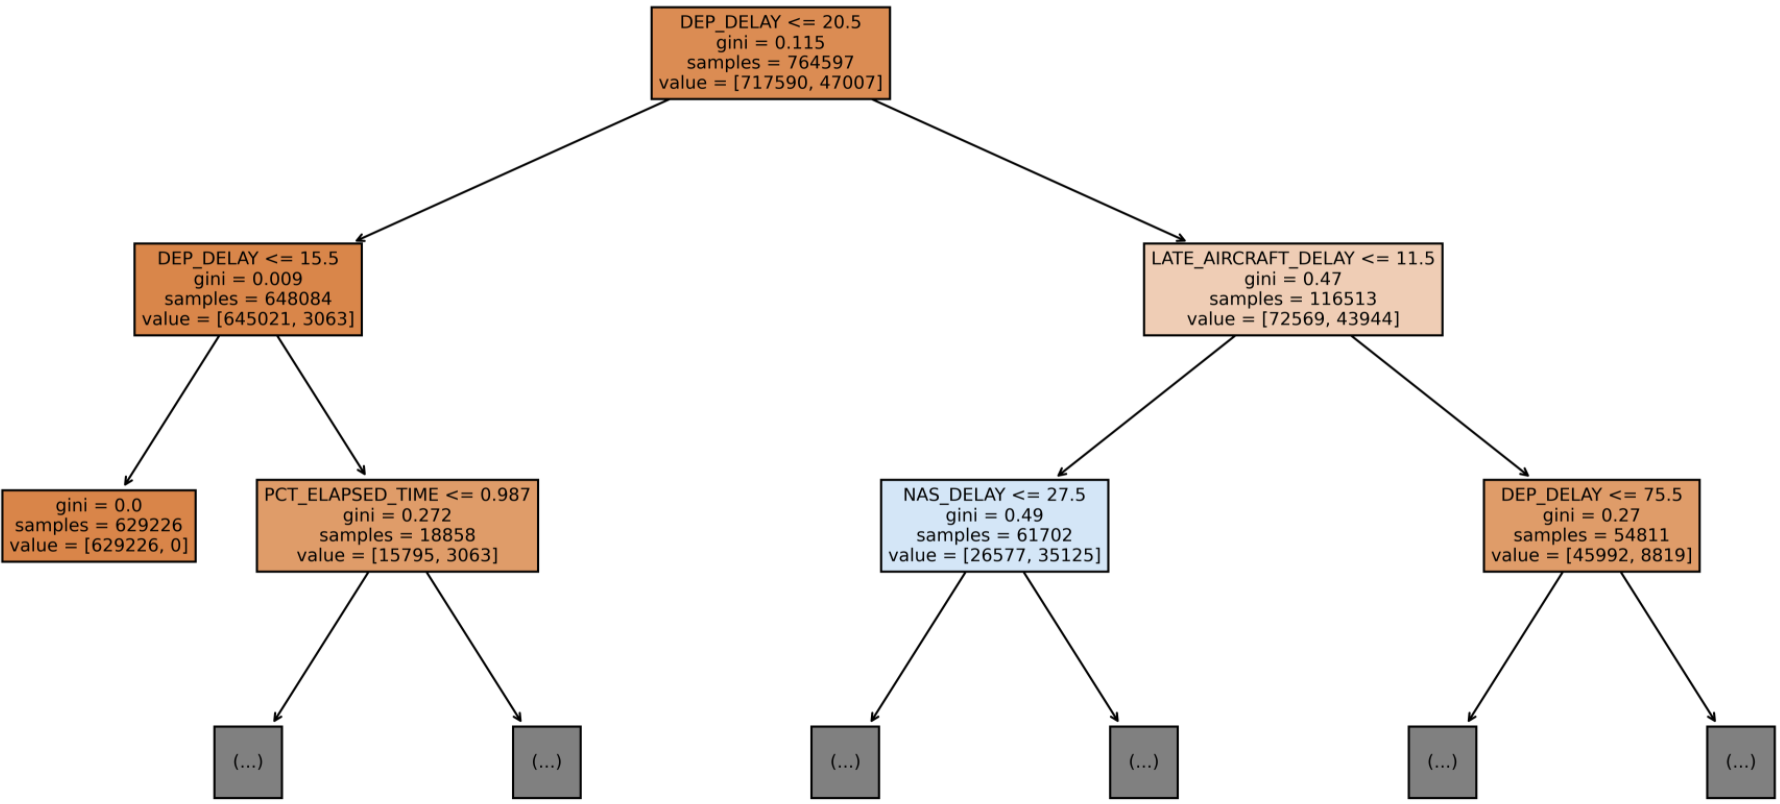 DEP_DELAY <= 20.5
gini = 0.115
samples = 764597
value = [717590, 47007]
DEP_DELAY <= 15.5
gini = 0.009
samples = 648084
value = [645021, 3063]
LATE_AIRCRAFT_DELAY <= 11.5
gini = 0.47
samples = 116513
value = [72569, 43944]
gini = 0.0
samples = 629226
value = [629226, 0]
PCT_ELAPSED_TIME <= 0.987
gini = 0.272
samples = 18858
value = [15795, 3063]
NAS_DELAY <= 27.5
gini = 0.49
samples = 61702
value = [26577, 35125]
DEP_DELAY <= 75.5
gini = 0.27
samples = 54811
value = [45992, 8819]
(...)
(...)
(...)
(...)
(...)
(...)